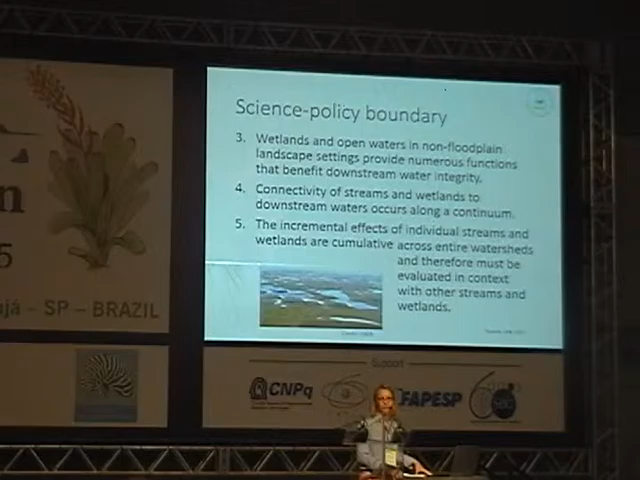 Science-policy boundary
3. Wetlands and open waters in non-floodplain
landscape settings provide numerous functions
that benefit downstream water integrity.
4. Connectivity of streams and wetlands to
downstream waters occurs along a continuum.
5. The incremental effects of individual streams and
wetlands are cumulative across entire watersheds
and therefore must be
evaluated in context
with other streams and
wetlands.
n
5
já - SP - BRAZIL
Support
CNPq
FAPESP